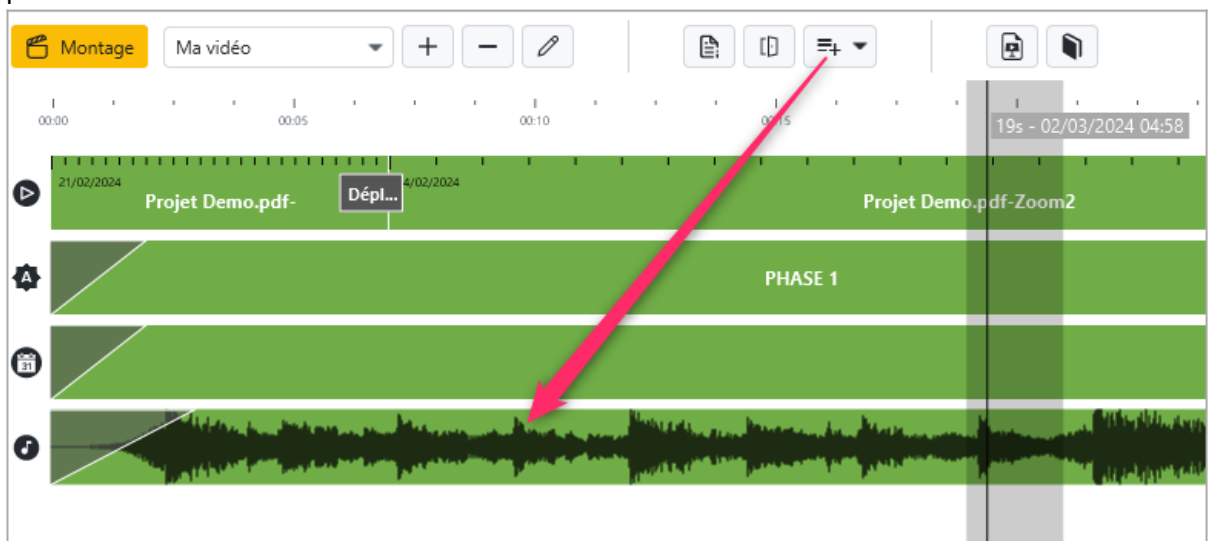 Montage
Ma vidéo
00:00
00:05
00:10
00:15
19s - 02/03/2024 04:58
21/02/2024
4/02/2024
Projet Demo.pdf-
Dépl...
Projet Demo.pdf-Zoom2
A
PHASE 1
31